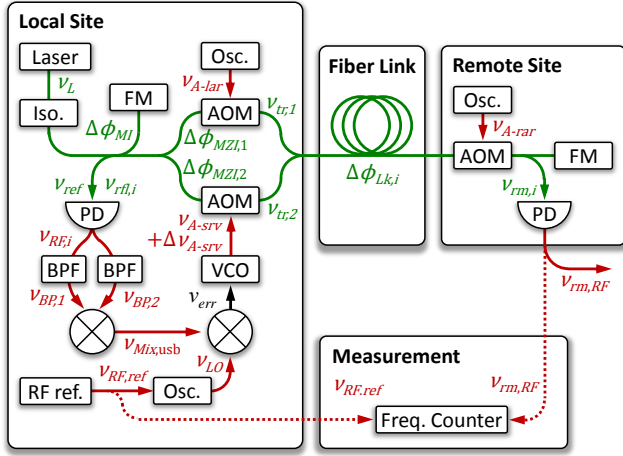 Local Site
Laser
ν_L
Iso.
FM
Δϕ_MI
Osc.
ν_A-lar
AOM
ν_tr,1
Δϕ_MZI,1
Δϕ_MZI,2
AOM
ν_tr,2
ν_ref
ν_rfl,i
PD
ν_A-srv
+Δν_A-srv
ν_RF,i
BPF
BPF
VCO
ν_BP,1
ν_BP,2
ν_err
ν_Mix,usb
ν_LO
RF ref.
ν_RF,ref
Osc.
Fiber Link
Δϕ_Lk,i
Remote Site
Osc.
ν_A-rar
AOM
FM
ν_rm,i
PD
ν_rm,RF
Measurement
ν_RF.ref
ν_rm,RF
Freq. Counter